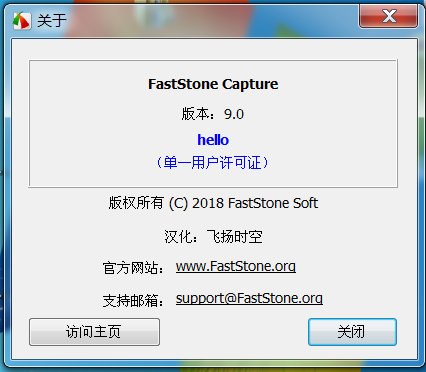 关于
FastStone Capture
版本：9.0
hello
（单一用户许可证）
版权所有 (C) 2018 FastStone Soft
汉化：飞扬时空
官方网站： www.FastStone.org
支持邮箱： support@FastStone.org
访问主页 关闭